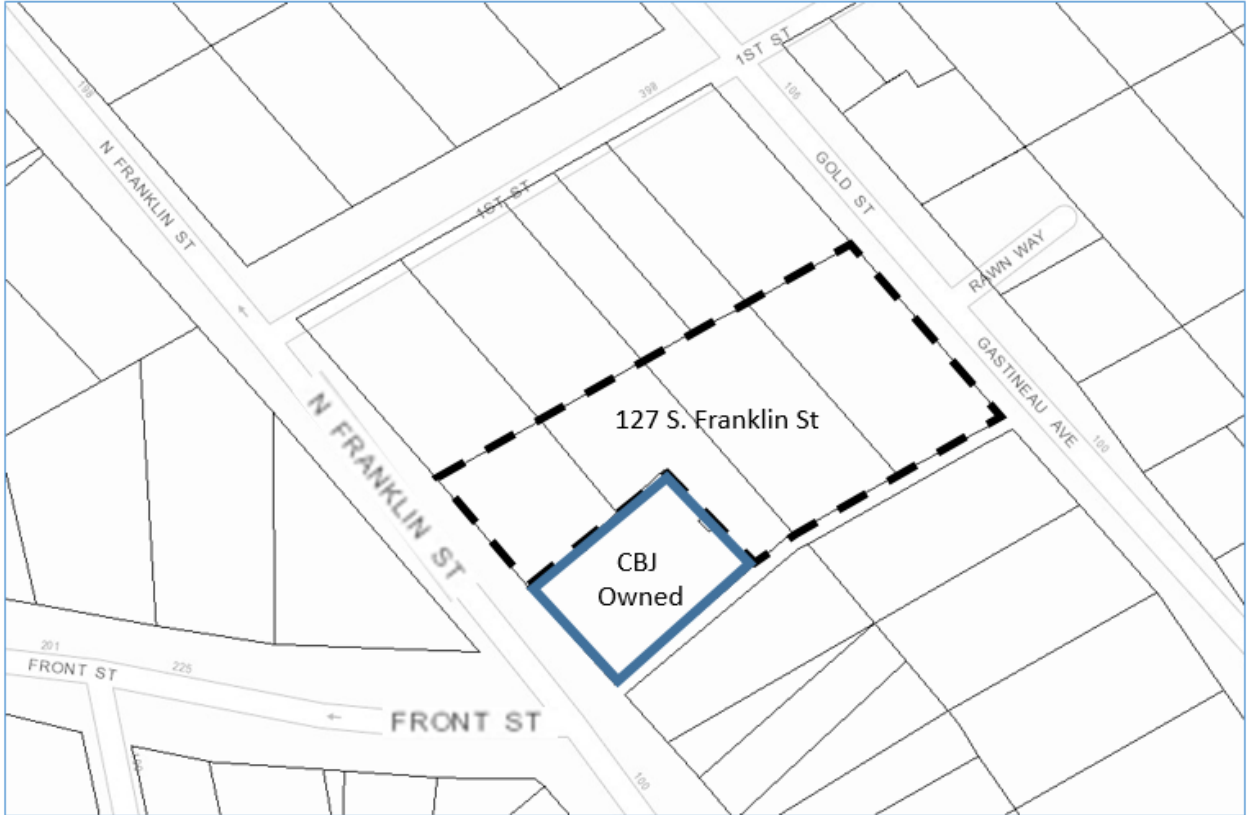 1ST ST
198
398
106
N FRANKLIN ST
GOLD ST
1ST ST
RAWN WAY
GASTINEAU AVE
127 S. Franklin St
N FRANKLIN ST
100
CBJ
Owned
201
225
FRONT ST
FRONT ST
100